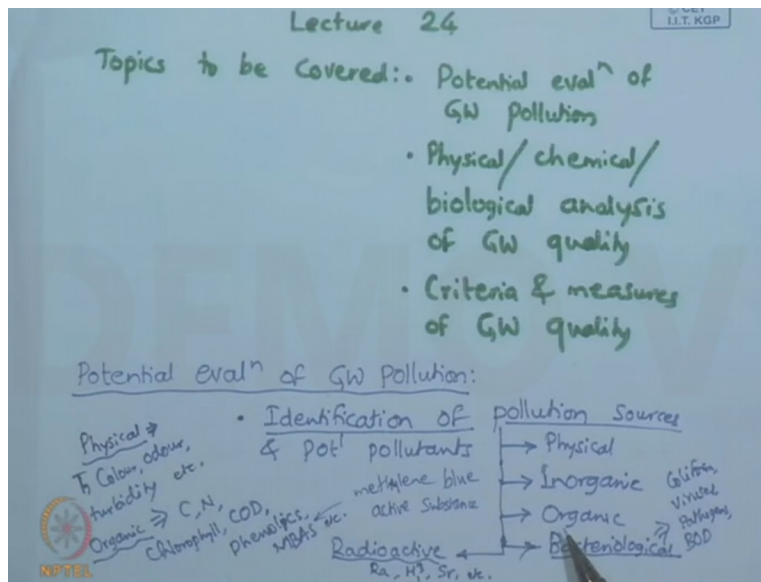 Lecture 24
© CET
I.I.T. KGP
Topics to be Covered:
• Potential evalⁿ of
GW pollution
• Physical/chemical/
biological analysis
of GW quality
• Criteria & measures
of GW quality
Potential evalⁿ of GW Pollution:
• Identification of pollution sources
& potˡ pollutants
→ Physical
→ Inorganic
→ Organic
→ Bacteriological
Coliform,
Viruses
Pathogens,
BOD
Radioactive
Ra, H³, Sr, etc.
Physical ⇒
T, Colour, odour,
turbidity etc.
Organic ⇒ C, N,
Chlorophyll, COD,
phenolics,
MBAS etc.
methylene blue
active substance
NPTEL